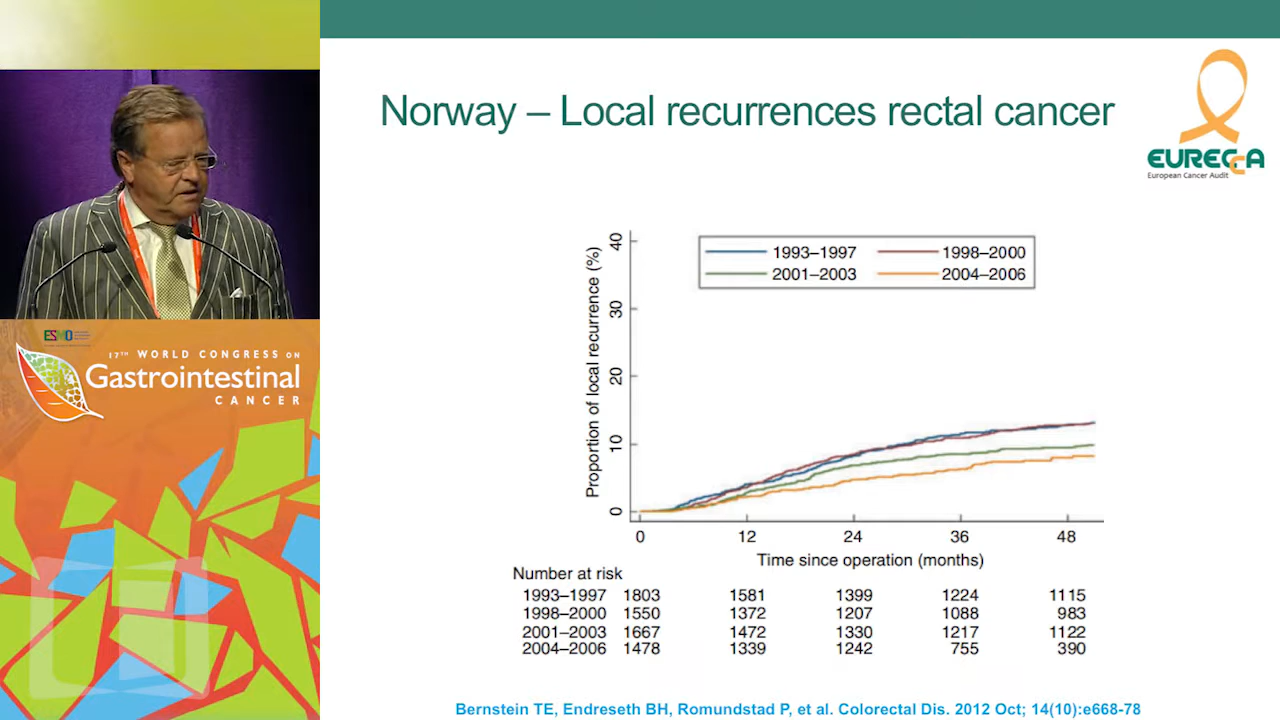 Norway – Local recurrences rectal cancer
EURECCA
European Cancer Audit
ESMO
17TH WORLD CONGRESS ON
Gastrointestinal
CANCER
Proportion of local recurrence (%)
40
30
20
10
0
1993–1997 1998–2000
2001–2003 2004–2006
0 12 24 36 48
Time since operation (months)
Number at risk
1993–1997 1803 1581 1399 1224 1115
1998–2000 1550 1372 1207 1088 983
2001–2003 1667 1472 1330 1217 1122
2004–2006 1478 1339 1242 755 390
Bernstein TE, Endreseth BH, Romundstad P, et al. Colorectal Dis. 2012 Oct; 14(10):e668-78